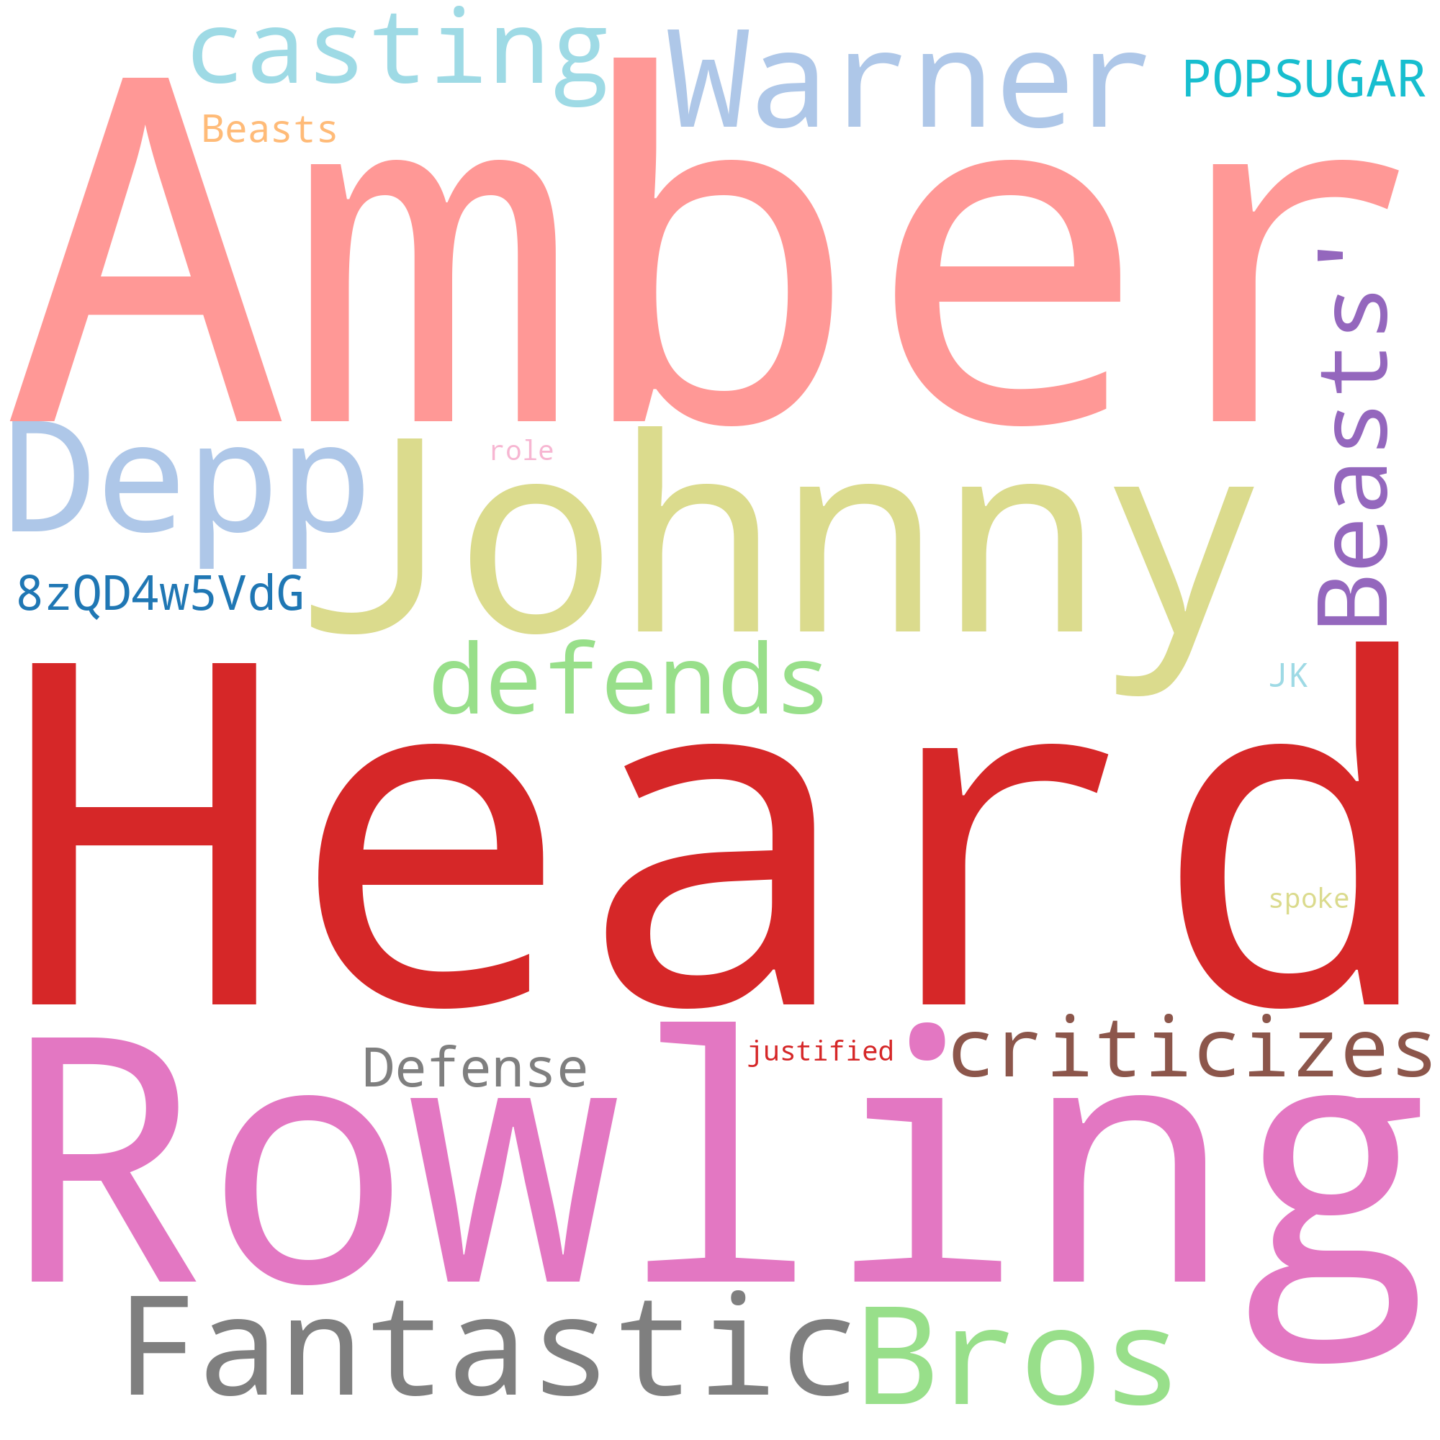 casting
Warner
POPSUGAR
Beasts
Amber
Beasts'
Depp
Johnny
role
8zQD4w5VdG
defends
JK
Heard
spoke
Rowling
Defense
justified
criticizes
Fantastic
Bros